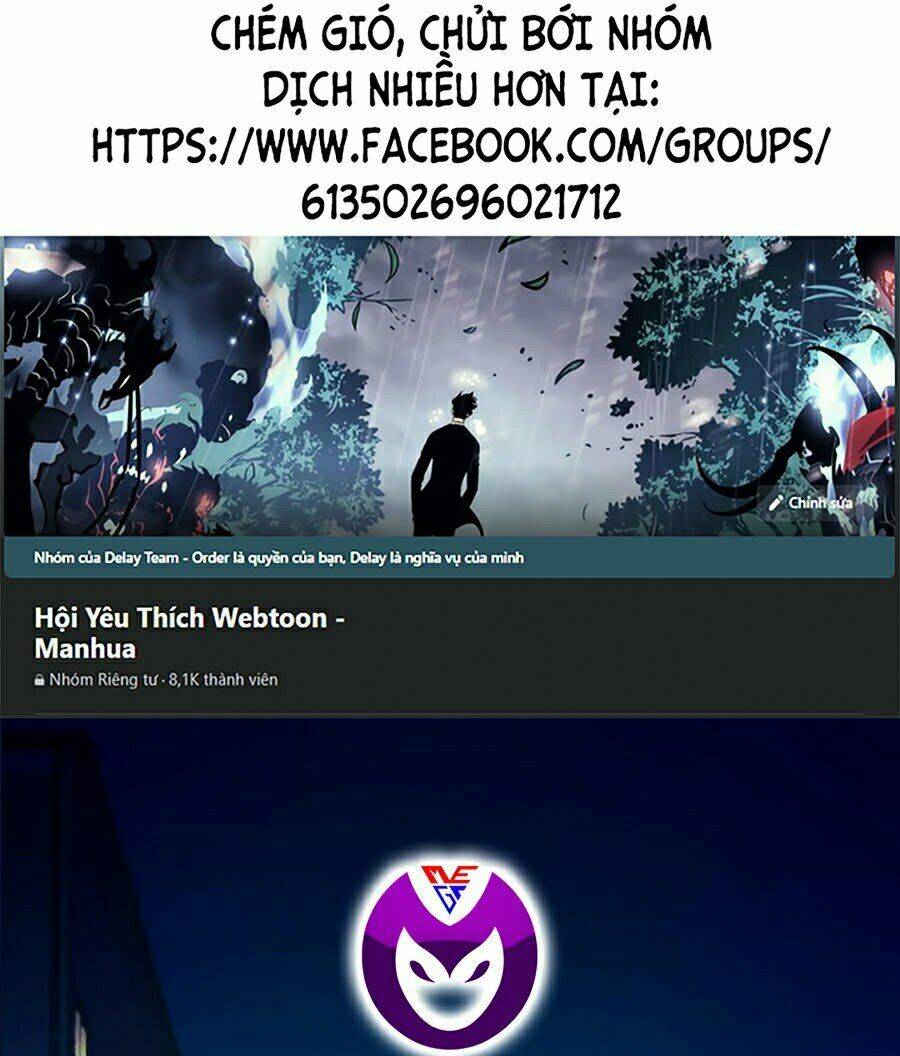 CHÉM GIÓ, CHỬI BỚI NHÓM
DỊCH NHIỀU HƠN TẠI:
HTTPS://WWW.FACEBOOK.COM/GROUPS/
613502696021712
Chỉnh sửa
Nhóm của Delay Team - Order là quyền của bạn, Delay là nghĩa vụ của mình
Hội Yêu Thích Webtoon -
Manhua
Nhóm Riêng tư · 8,1K thành viên
ME
GF